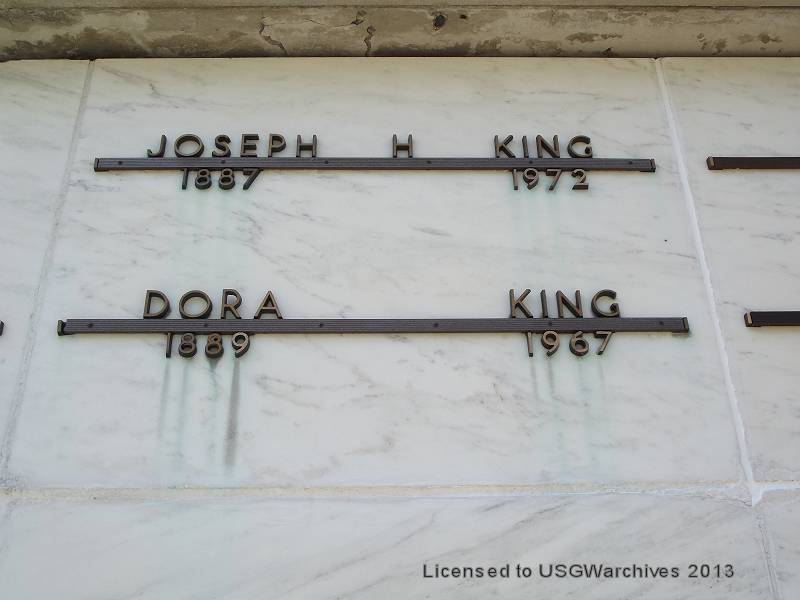 JOSEPH H KING
1887 1972
DORA KING
1889 1967
Licensed to USGWarchives 2013